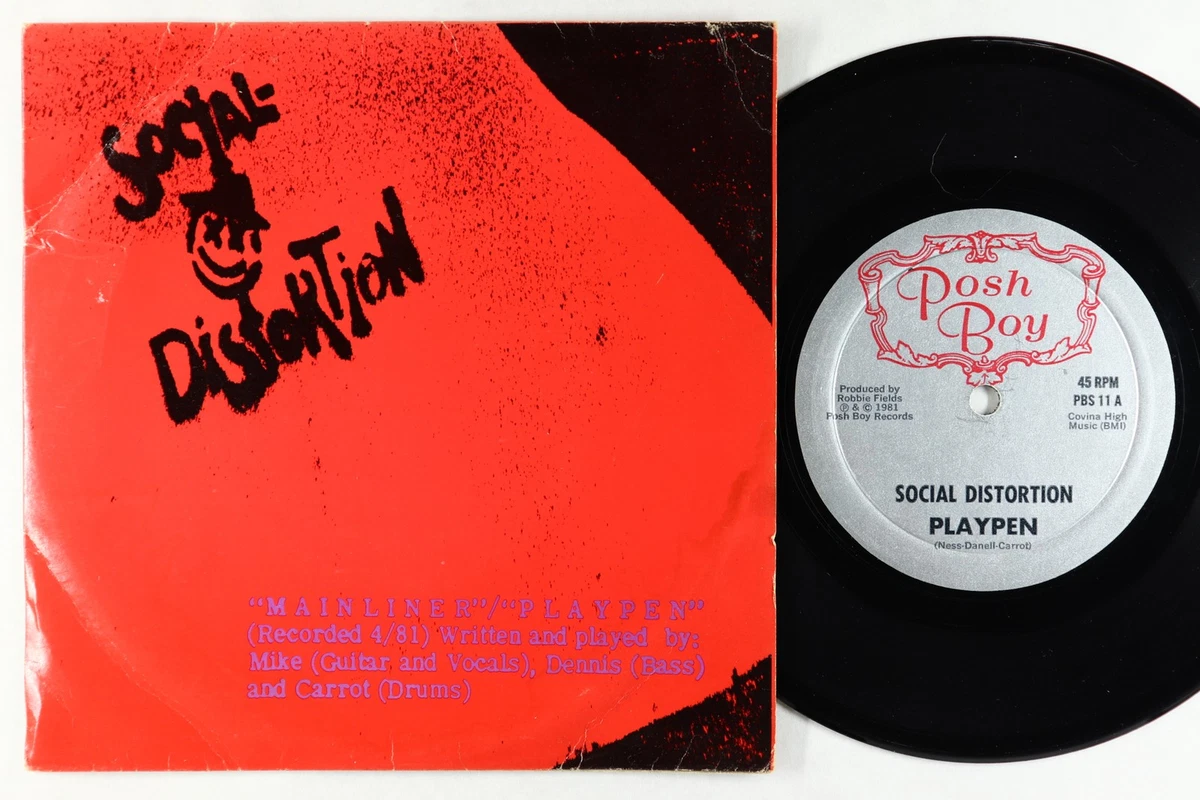 SOCIAL-
DiSTORTiON
"MAINLINER"/"PLAYPEN"
(Recorded 4/81) Written and played by:
Mike (Guitar and Vocals), Dennis (Bass)
and Carrot (Drums)
Posh
Boy
Produced by
Robbie Fields
℗ & © 1981
Posh Boy Records
45 RPM
PBS 11 A
Covina High
Music (BMI)
SOCIAL DISTORTION
PLAYPEN
(Ness-Danell-Carrot)